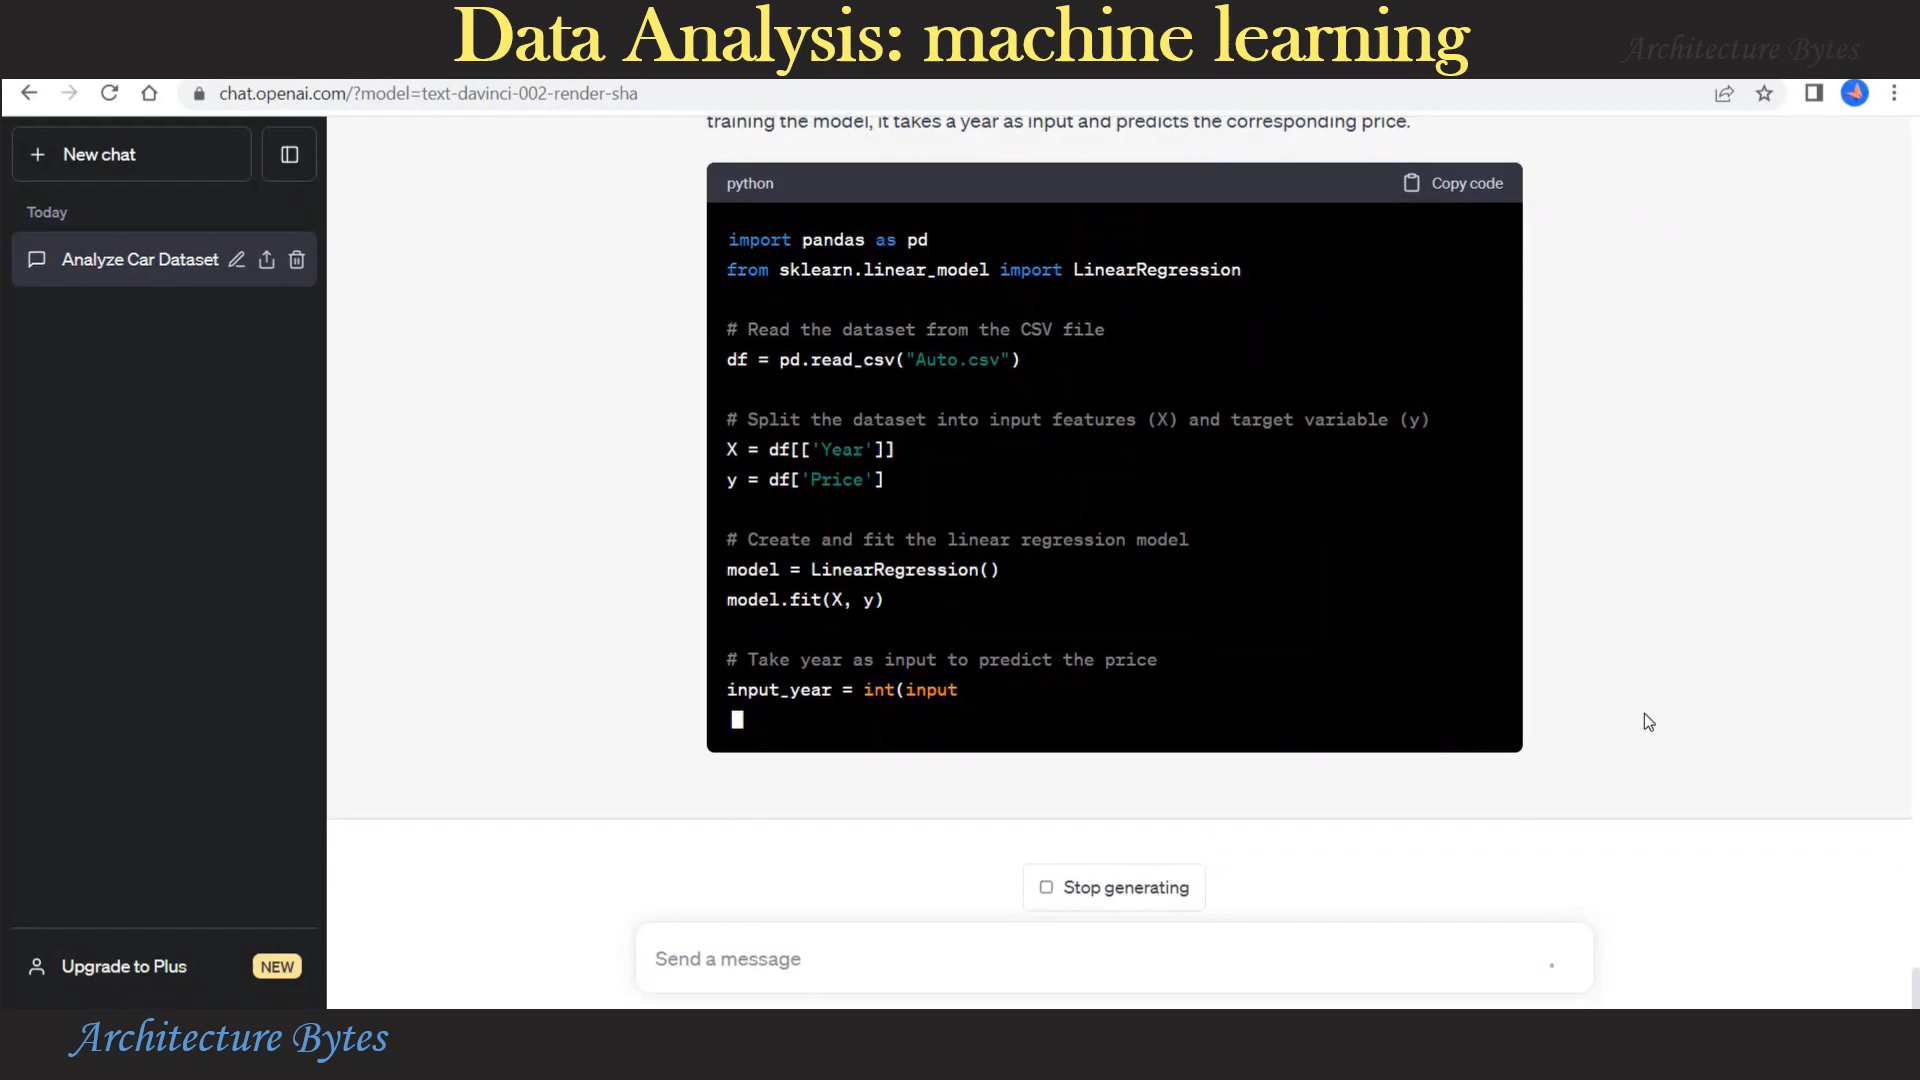 Data Analysis: machine learning
Architecture Bytes
chat.openai.com/?model=text-davinci-002-render-sha
New chat
Today
Analyze Car Dataset
training the model, it takes a year as input and predicts the corresponding price.
python
Copy code
import pandas as pd
from sklearn.linear_model import LinearRegression
# Read the dataset from the CSV file
df = pd.read_csv("Auto.csv")
# Split the dataset into input features (X) and target variable (y)
X = df[['Year']]
y = df['Price']
# Create and fit the linear regression model
model = LinearRegression()
model.fit(X, y)
# Take year as input to predict the price
input_year = int(input
Stop generating
Send a message
Upgrade to Plus
NEW
Architecture Bytes